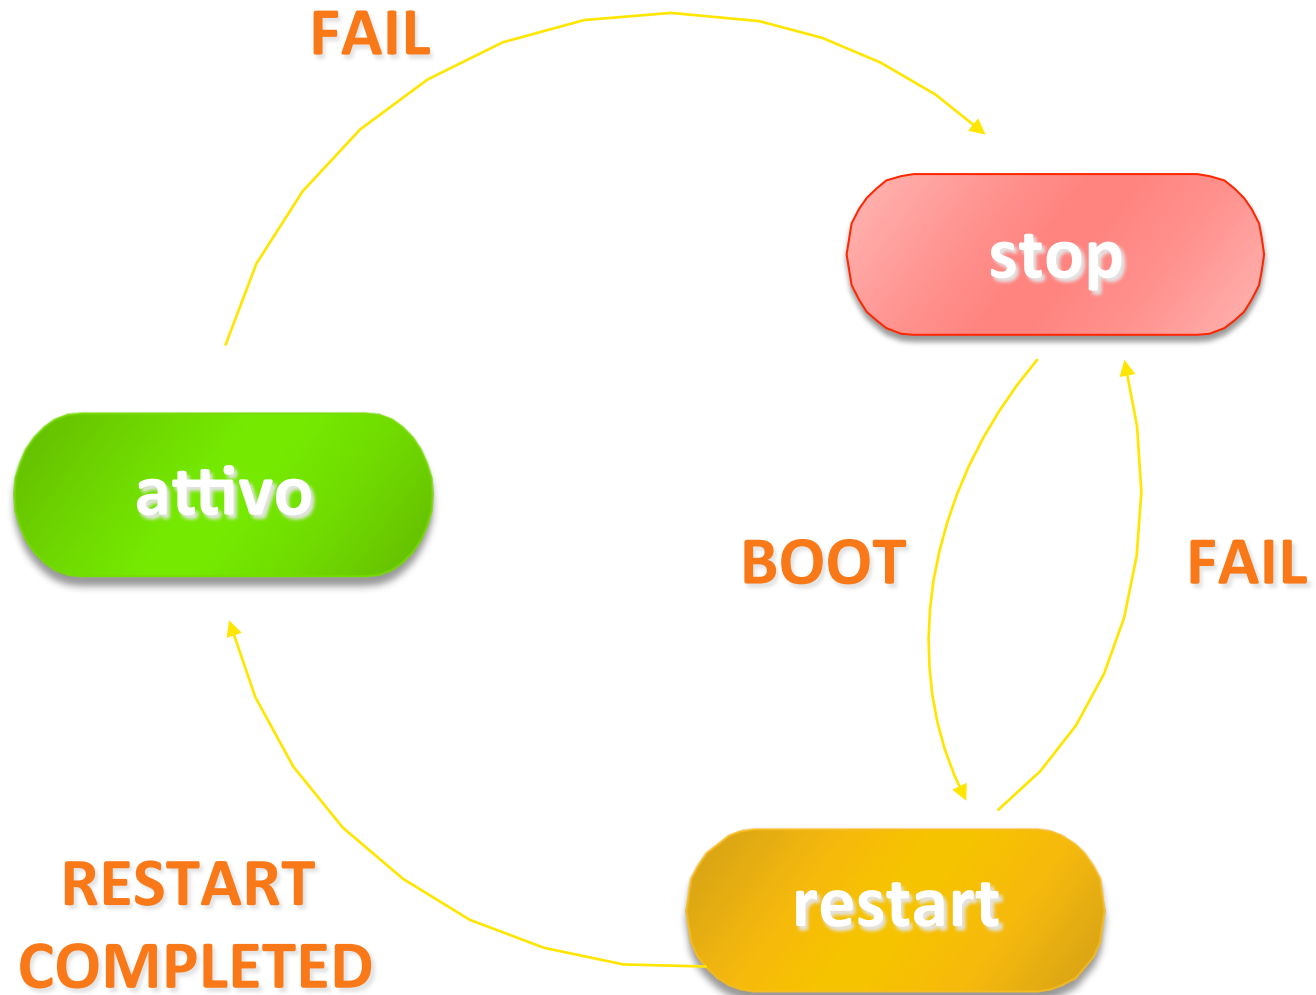 FAIL
stop
attivo
BOOT
FAIL
RESTART
COMPLETED
restart